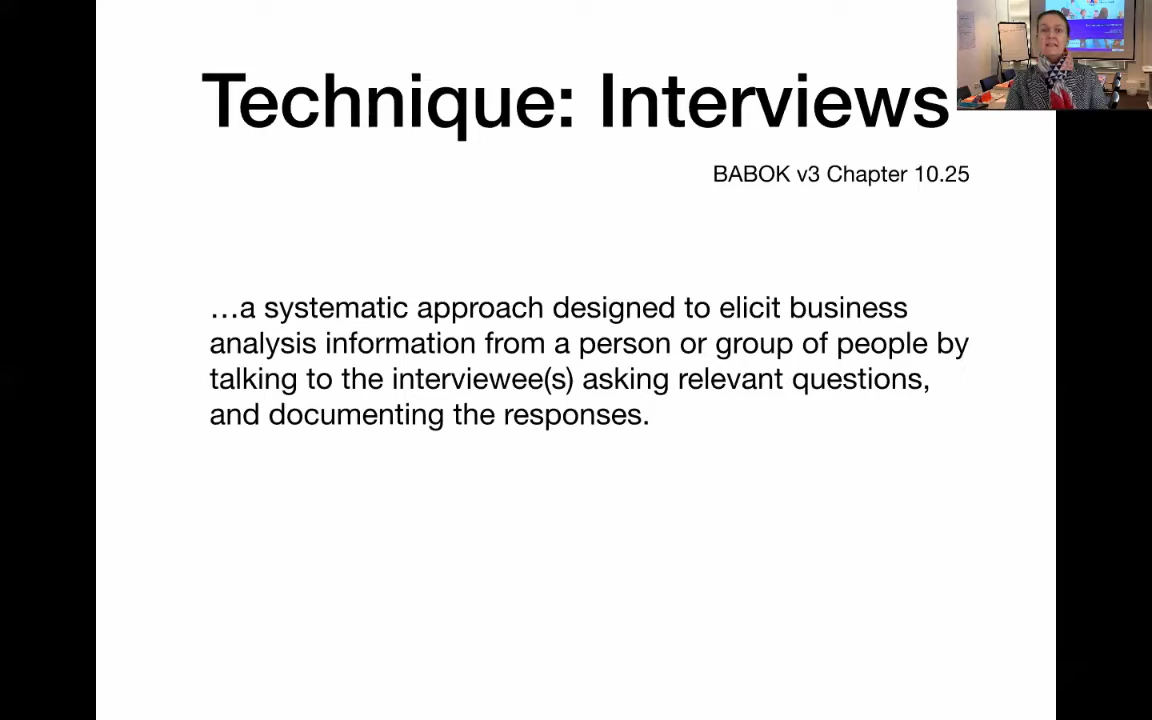 Technique: Interviews
BABOK v3 Chapter 10.25
…a systematic approach designed to elicit business
analysis information from a person or group of people by
talking to the interviewee(s) asking relevant questions,
and documenting the responses.